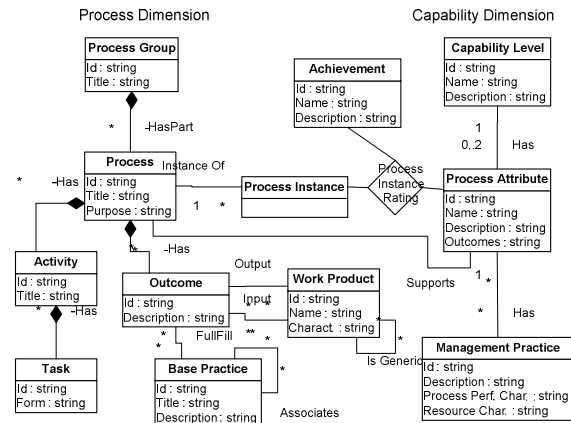 Process Dimension
Capability Dimension
Process Group
Id : string
Title : string
Achievement
Id : string
Name : string
Description : string
Capability Level
Id : string
Name : string
Description : string
*
-HasPart
1
0..2
Has
Process
Id : string
Title : string
Purpose : string
Instance Of
1
*
Process Instance
Process
Instance
Rating
Process Attribute
Id : string
Name : string
Description : string
Outcomes : string
*
-Has
**
-Has
Activity
Id : string
Title : string
Outcome
Id : string
Description : string
Output
Input
*
*
**
Work Product
Id : string
Name : string
Charact. : string
*
*
Is Generic
Supports
1
*
*
Has
*
-Has
Task
Id : string
Form : string
*
*
FullFill
Base Practice
Id : string
Title : string
Description : string
*
*
Associates
Management Practice
Id : string
Description : string
Process Perf. Char. : string
Resource Char. : string